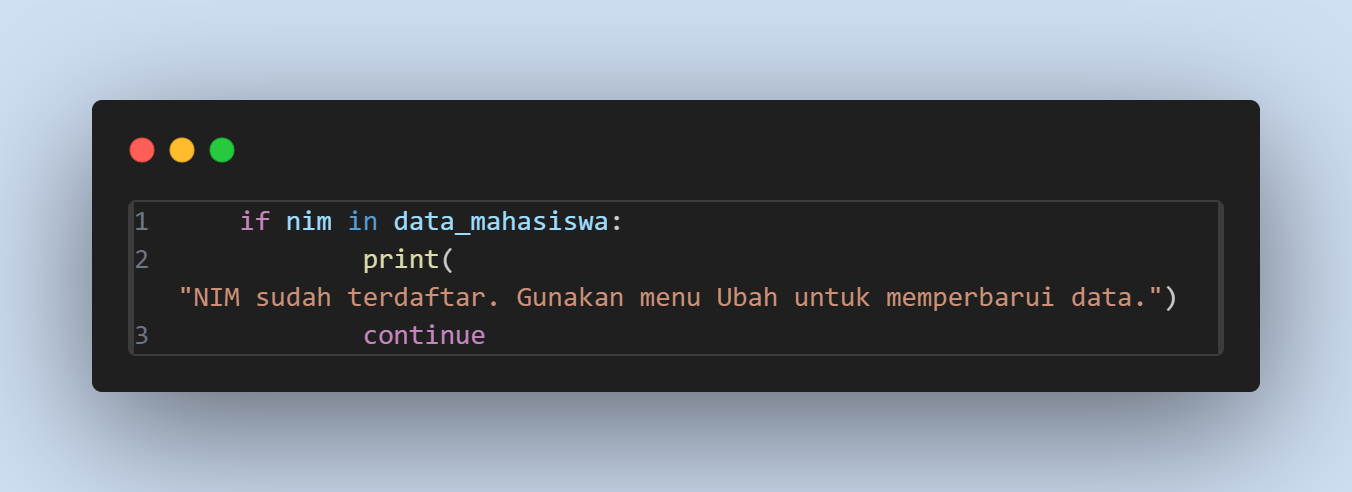 1    if nim in data_mahasiswa:
2            print(
"NIM sudah terdaftar. Gunakan menu Ubah untuk memperbarui data.")
3            continue